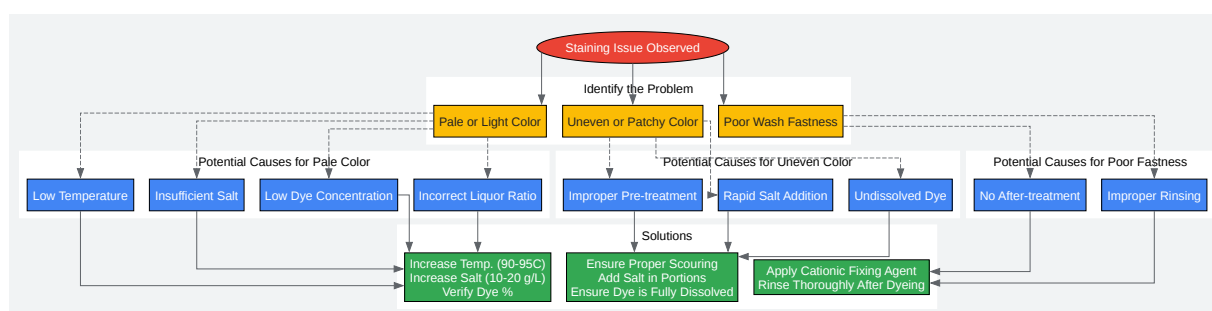 Staining Issue Observed
Identify the Problem
Pale or Light Color
Uneven or Patchy Color
Poor Wash Fastness
Potential Causes for Pale Color
Potential Causes for Uneven Color
Potential Causes for Poor Fastness
Low Temperature
Insufficient Salt
Low Dye Concentration
Incorrect Liquor Ratio
Improper Pre-treatment
Rapid Salt Addition
Undissolved Dye
No After-treatment
Improper Rinsing
Solutions
Increase Temp. (90-95C)
Increase Salt (10-20 g/L)
Verify Dye %
Ensure Proper Scouring
Add Salt in Portions
Ensure Dye is Fully Dissolved
Apply Cationic Fixing Agent
Rinse Thoroughly After Dyeing